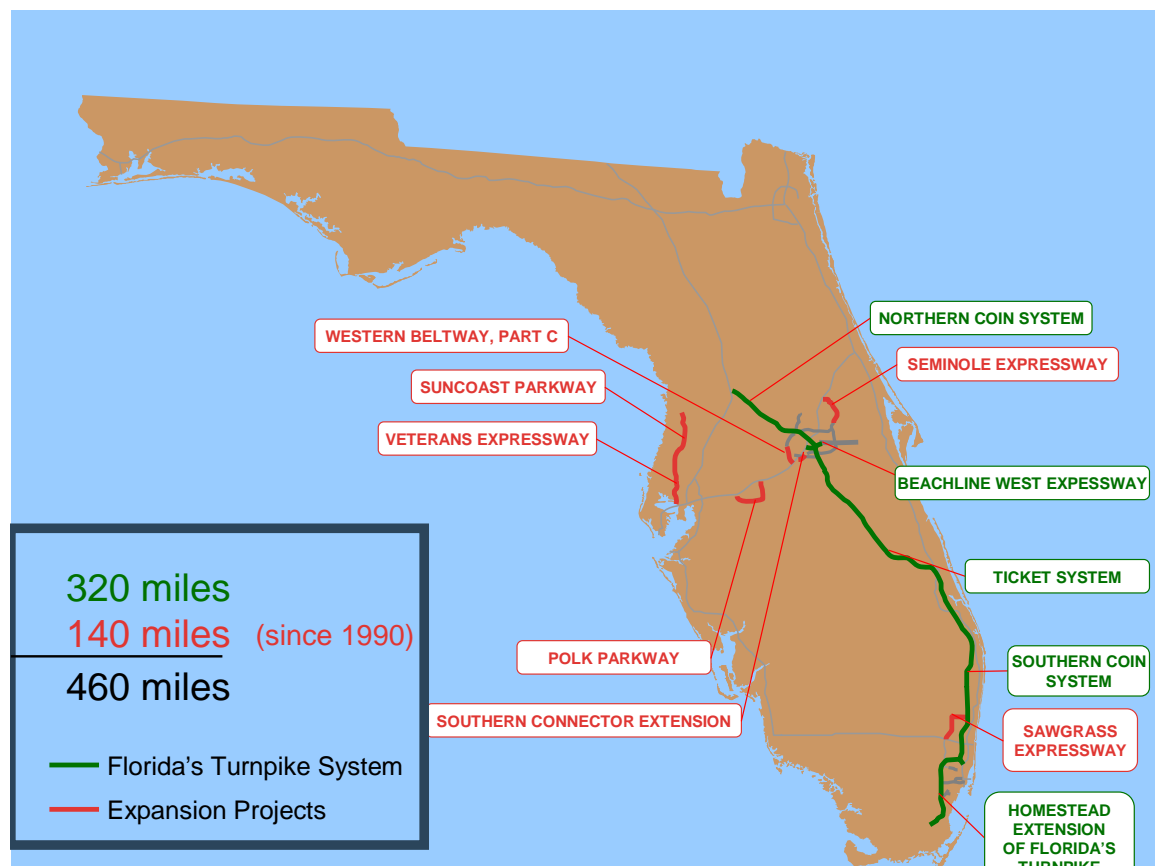 NORTHERN COIN SYSTEM
WESTERN BELTWAY, PART C
SEMINOLE EXPRESSWAY
SUNCOAST PARKWAY
VETERANS EXPRESSWAY
BEACHLINE WEST EXPESSWAY
TICKET SYSTEM
POLK PARKWAY
SOUTHERN COIN
SYSTEM
SOUTHERN CONNECTOR EXTENSION
SAWGRASS
EXPRESSWAY
HOMESTEAD
EXTENSION
OF FLORIDA'S
TURNPIKE
320 miles
140 miles (since 1990)
460 miles
Florida's Turnpike System
Expansion Projects